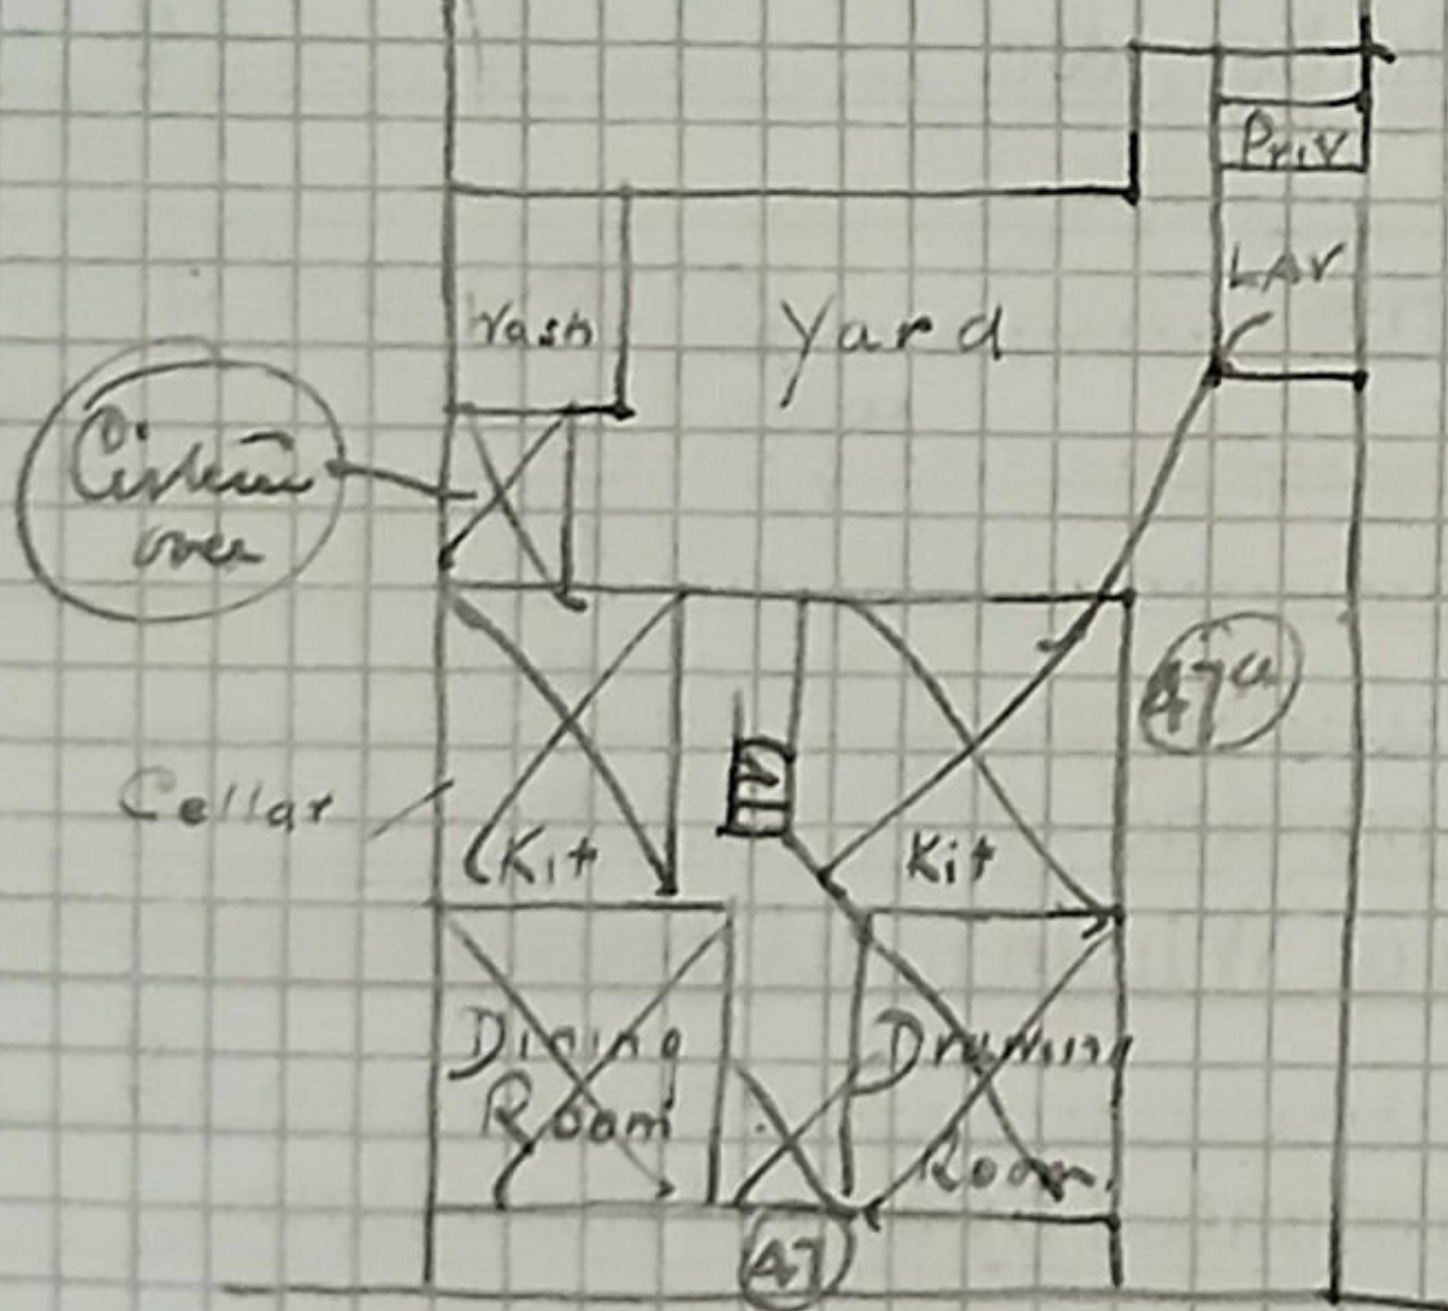 Priv
LAV
Wash
Yard
Cistern
over
47a
Cellar
Kit
Kit
Dining
Room
Drawing
Room
47